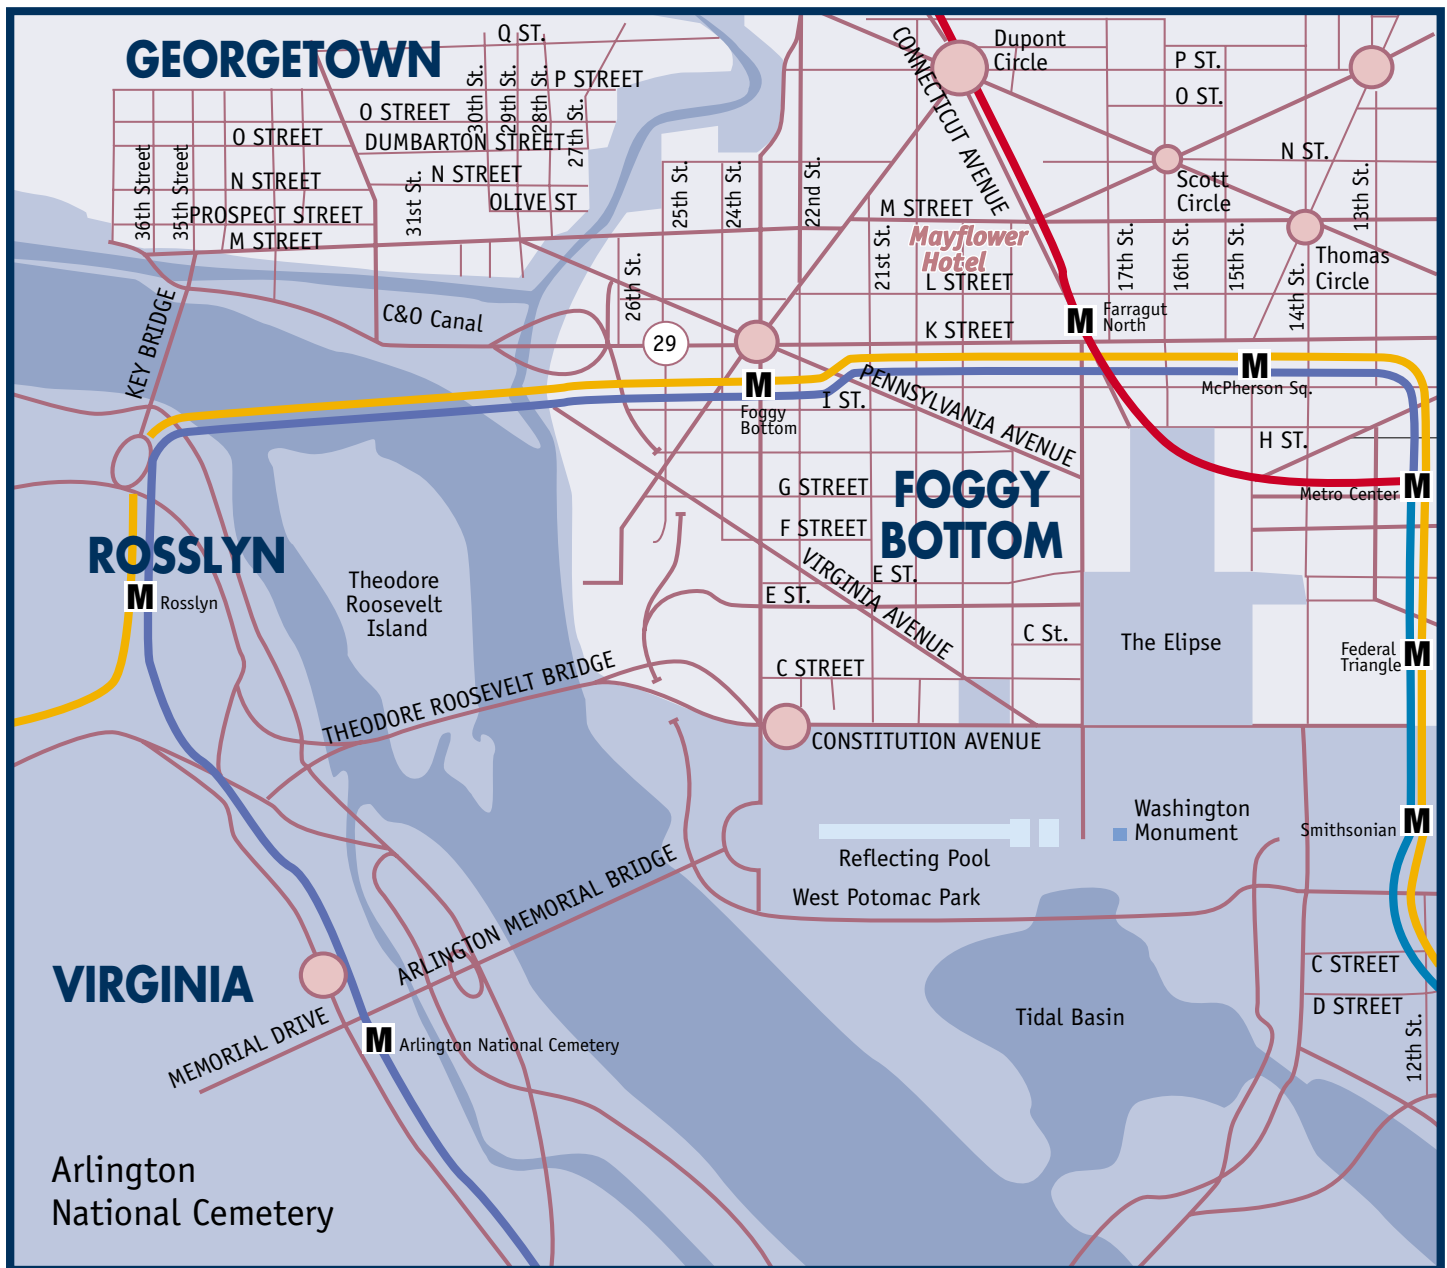 GEORGETOWN
Q ST.
30th St.
29th St.
28th St.
27th St.
P STREET
O STREET
O STREET
DUMBARTON STREET
N STREET
N STREET
OLIVE ST
36th Street
35th Street
31st St.
PROSPECT STREET
M STREET
C&O Canal
KEY BRIDGE
26th St.
25th St.
24th St.
22nd St.
21st St.
29
CONNECTICUT AVENUE
Dupont
Circle
P ST.
O ST.
N ST.
Scott
Circle
13th St.
M STREET
Mayflower
Hotel
L STREET
17th St.
16th St.
15th St.
14th St.
Thomas
Circle
K STREET
M
Farragut
North
M
McPherson Sq.
M
Foggy
Bottom
I ST.
PENNSYLVANIA AVENUE
H ST.
G STREET
FOGGY
BOTTOM
F STREET
Metro Center
M
VIRGINIA AVENUE
E ST.
E ST.
C St.
C STREET
The Elipse
Federal
Triangle
M
ROSSLYN
M
Rosslyn
Theodore
Roosevelt
Island
THEODORE ROOSEVELT BRIDGE
CONSTITUTION AVENUE
Washington
Monument
Smithsonian
M
Reflecting Pool
West Potomac Park
ARLINGTON MEMORIAL BRIDGE
VIRGINIA
MEMORIAL DRIVE
M
Arlington National Cemetery
Tidal Basin
C STREET
D STREET
12th St.
Arlington
National Cemetery